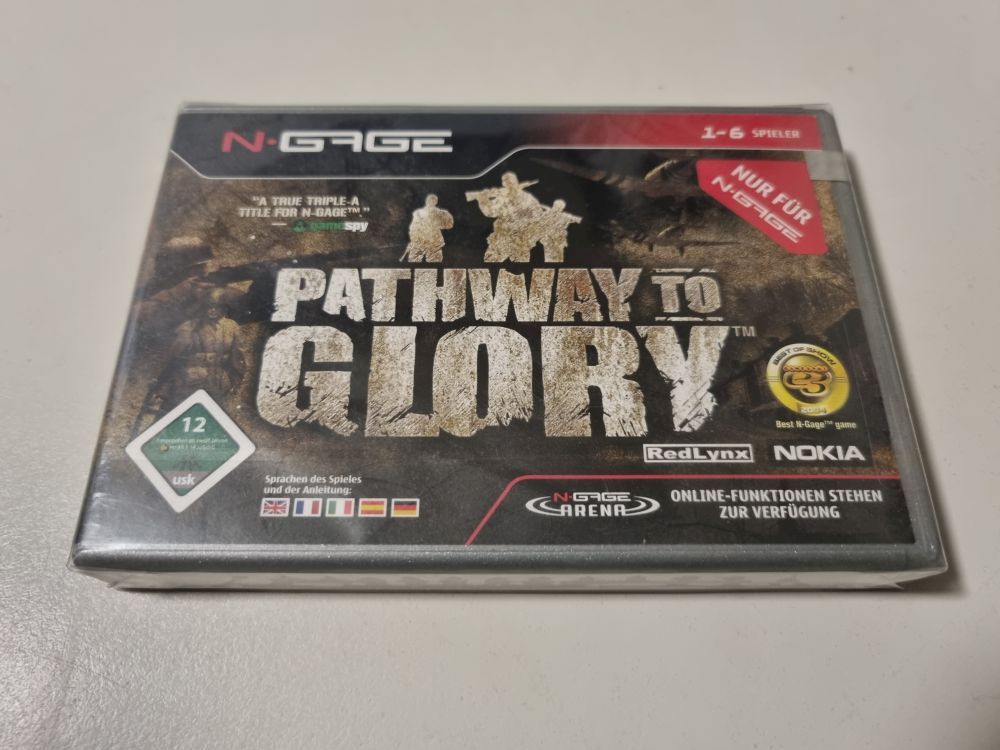 N·GAGE
1-6 SPIELER
NUR FÜR
N·GAGE
"A TRUE TRIPLE-A
TITLE FOR N-GAGE™"
— gamespy
PATHWAY TO
GLORY™
BEST OF SHOW
E3
2004
Best N-Gage™ game
12
usk
RedLynx
NOKIA
Sprachen des Spieles
und der Anleitung:
N·GAGE
ARENA
ONLINE-FUNKTIONEN STEHEN
ZUR VERFÜGUNG